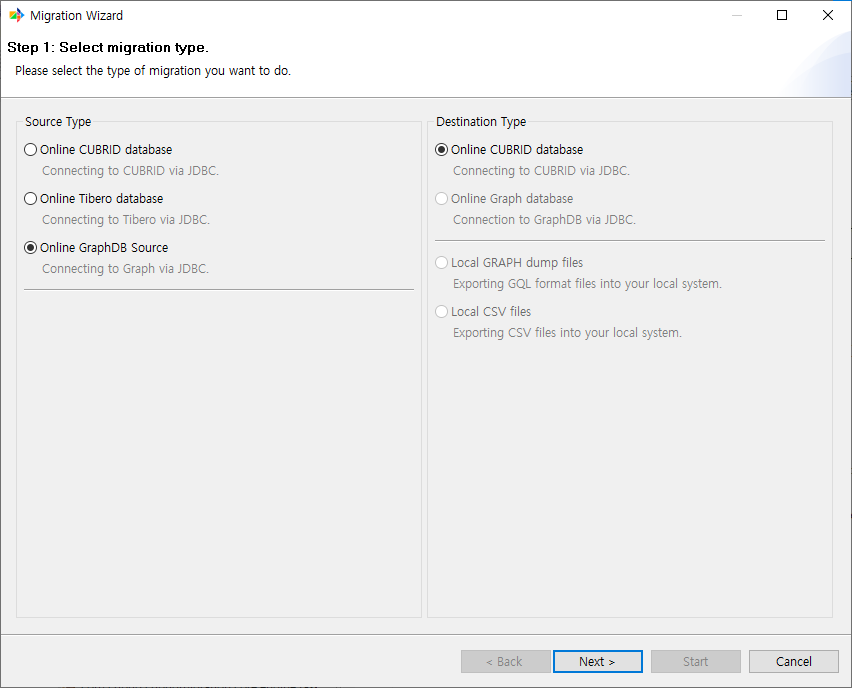 Migration Wizard
Step 1: Select migration type.
Please select the type of migration you want to do.
Source Type
Online CUBRID database
Connecting to CUBRID via JDBC.
Online Tibero database
Connecting to Tibero via JDBC.
Online GraphDB Source
Connecting to Graph via JDBC.
Destination Type
Online CUBRID database
Connecting to CUBRID via JDBC.
Online Graph database
Connection to GraphDB via JDBC.
Local GRAPH dump files
Exporting GQL format files into your local system.
Local CSV files
Exporting CSV files into your local system.
< Back
Next >
Start
Cancel